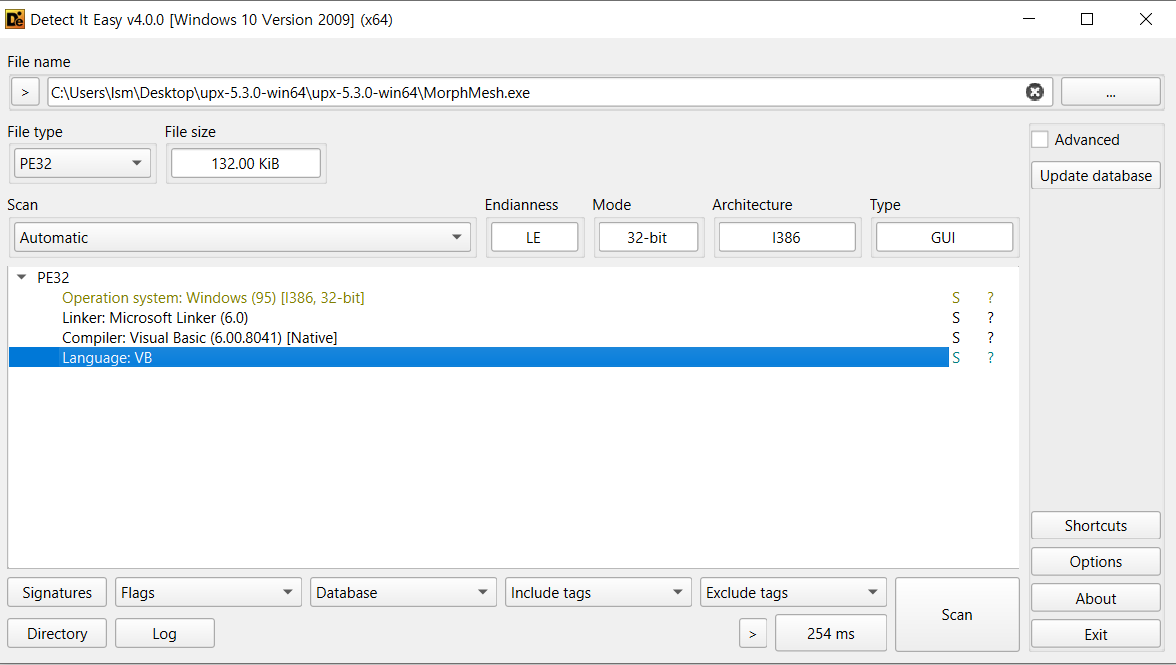 Detect It Easy v4.0.0 [Windows 10 Version 2009] (x64)
File name
> C:\Users\lsm\Desktop\upx-5.3.0-win64\upx-5.3.0-win64\MorphMesh.exe ...
File type File size Advanced
PE32 132.00 KiB
Update database
Scan Endianness Mode Architecture Type
Automatic LE 32-bit I386 GUI
PE32
Operation system: Windows (95) [I386, 32-bit] S ?
Linker: Microsoft Linker (6.0) S ?
Compiler: Visual Basic (6.00.8041) [Native] S ?
Language: VB S ?
Shortcuts
Options
Signatures Flags Database Include tags Exclude tags Scan About
Directory Log > 254 ms Exit